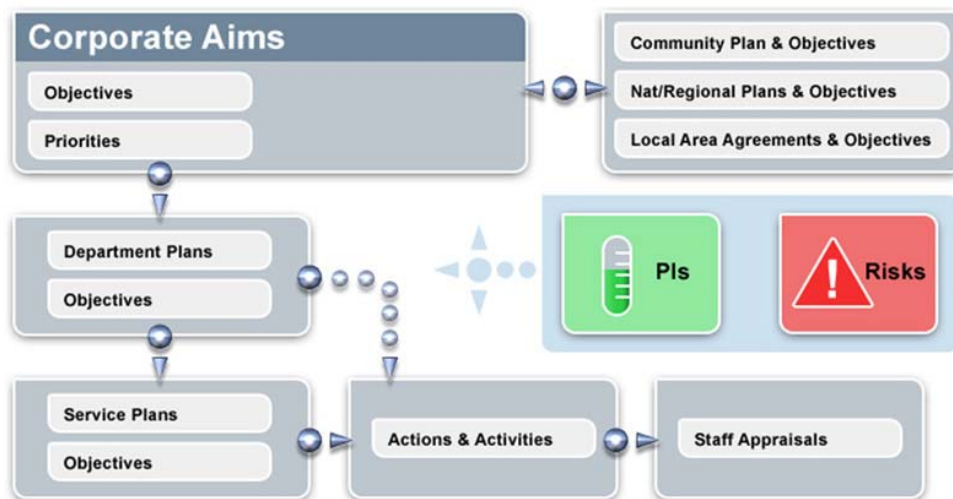 Corporate Aims
Objectives
Priorities
Community Plan & Objectives
Nat/Regional Plans & Objectives
Local Area Agreements & Objectives
Department Plans
Objectives
PIs
Risks
Service Plans
Objectives
Actions & Activities
Staff Appraisals